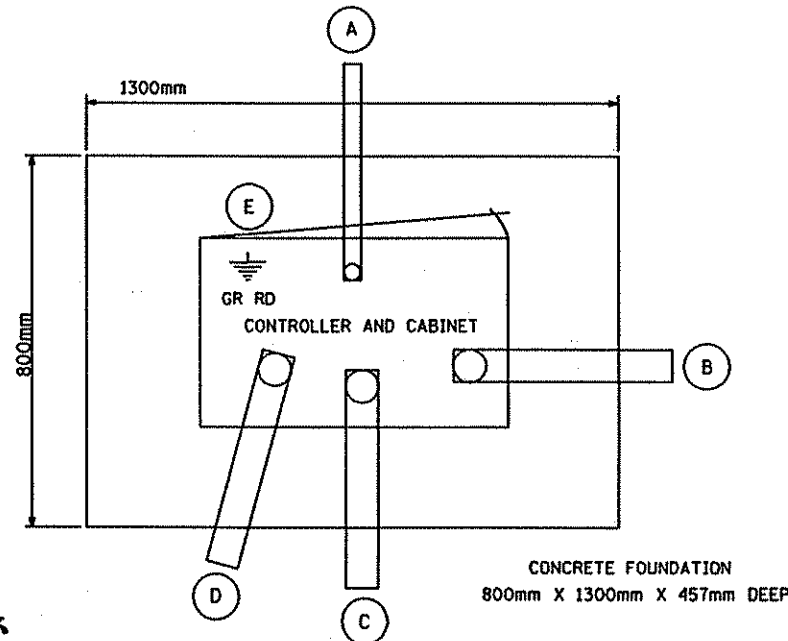 A
1300mm
E
GR RD
CONTROLLER AND CABINET
800mm
B
D
C
CONCRETE FOUNDATION
800mm X 1300mm X 457mm DEEP